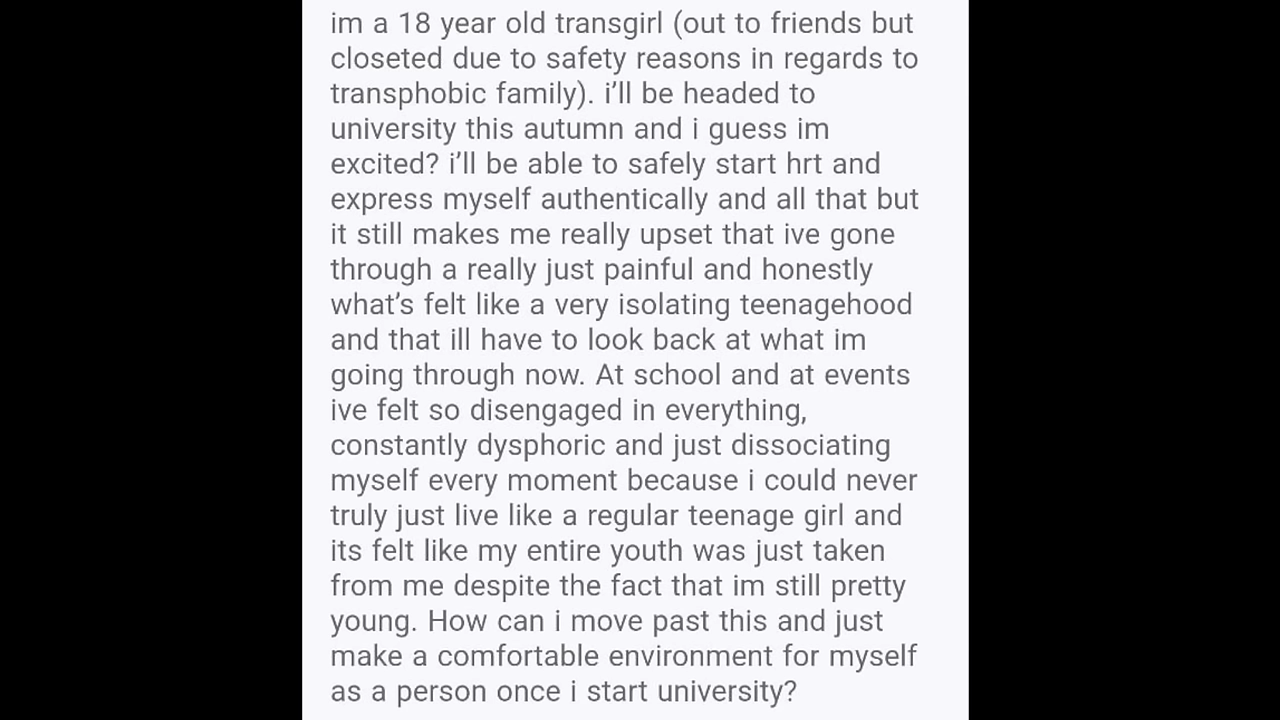 im a 18 year old transgirl (out to friends but
closeted due to safety reasons in regards to
transphobic family). i’ll be headed to
university this autumn and i guess im
excited? i’ll be able to safely start hrt and
express myself authentically and all that but
it still makes me really upset that ive gone
through a really just painful and honestly
what’s felt like a very isolating teenagehood
and that ill have to look back at what im
going through now. At school and at events
ive felt so disengaged in everything,
constantly dysphoric and just dissociating
myself every moment because i could never
truly just live like a regular teenage girl and
its felt like my entire youth was just taken
from me despite the fact that im still pretty
young. How can i move past this and just
make a comfortable environment for myself
as a person once i start university?